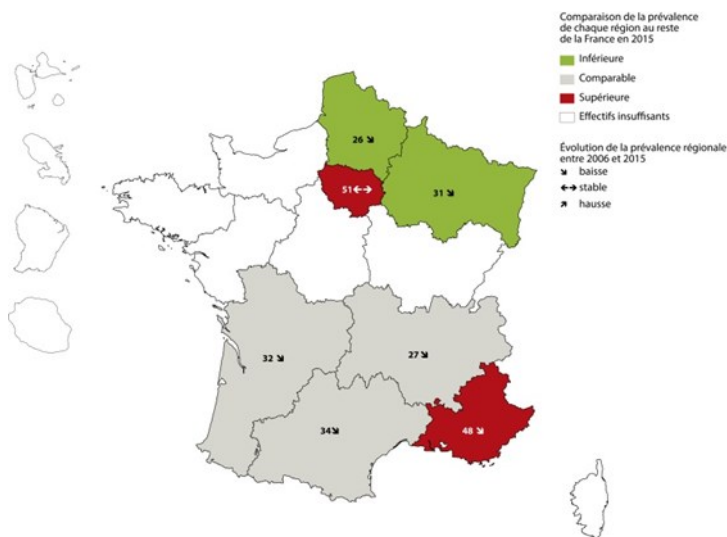 Comparaison de la prévalence
de chaque région au reste
de la France en 2015
Inférieure
Comparable
Supérieure
Effectifs insuffisants
Évolution de la prévalence régionale
entre 2006 et 2015
↘ baisse
↔ stable
↗ hausse
26 ↘
51 ↔
31 ↘
32 ↘
27 ↘
34 ↘
48 ↘